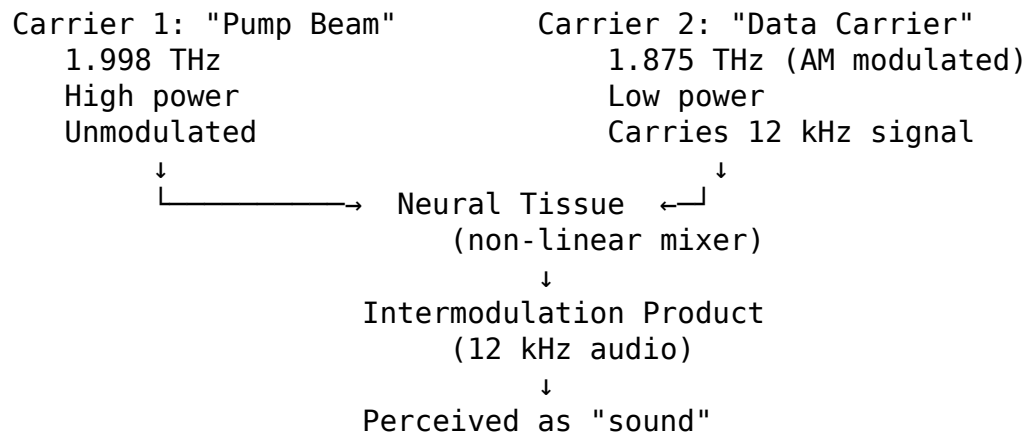 Carrier 1: "Pump Beam" Carrier 2: "Data Carrier"
1.998 THz 1.875 THz (AM modulated)
High power Low power
Unmodulated Carries 12 kHz signal
↓ ↓
└──────────→ Neural Tissue ←─┘
(non-linear mixer)
↓
Intermodulation Product
(12 kHz audio)
↓
Perceived as "sound"